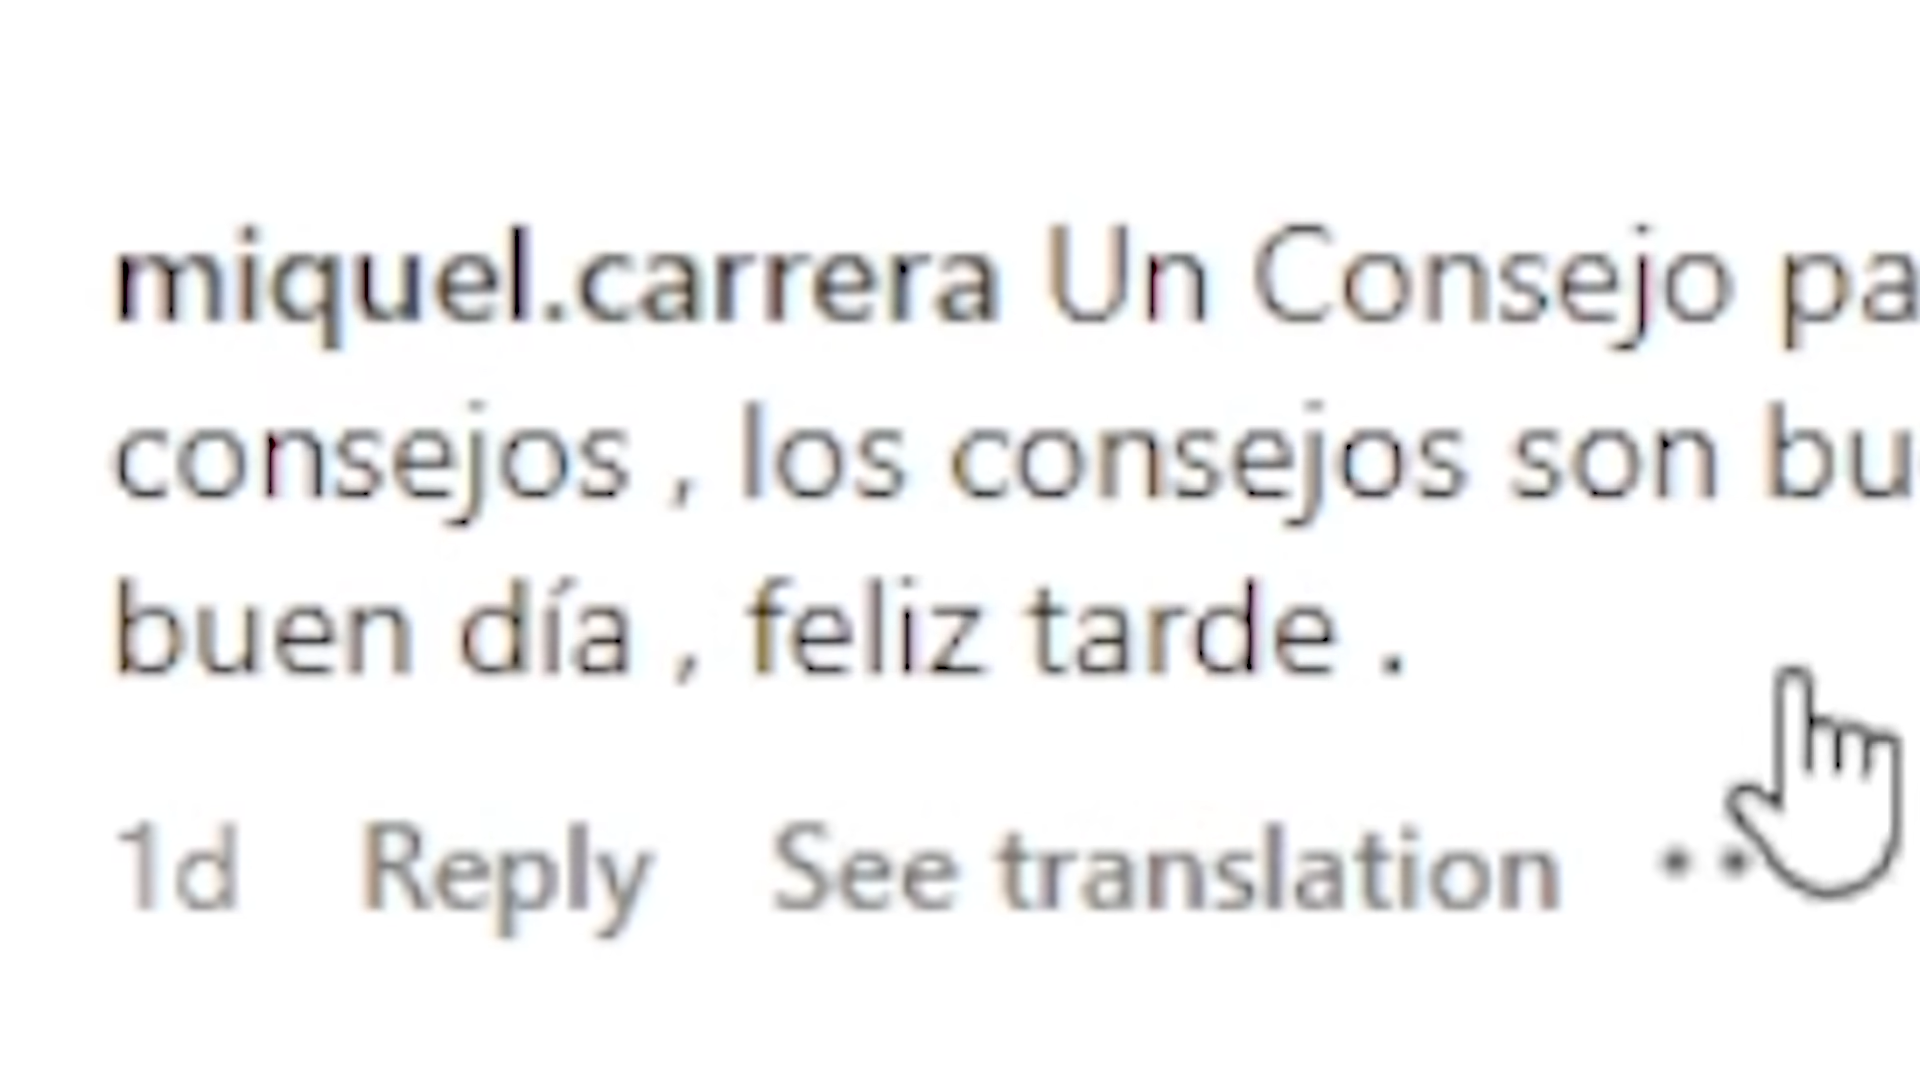 miquel.carrera Un Consejo pa
consejos , los consejos son bu
buen día , feliz tarde .
1d Reply See translation